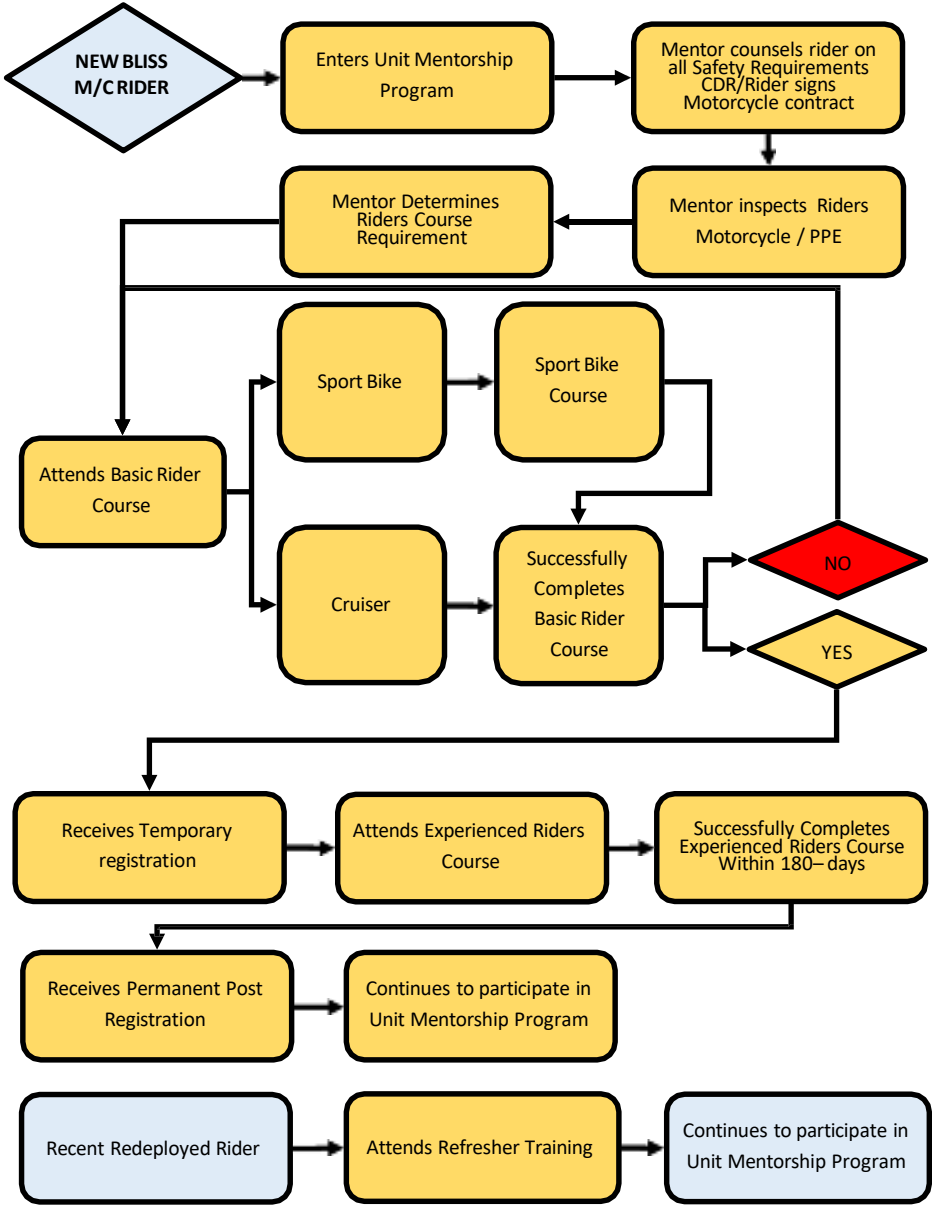 NEW BLISS
M/C RIDER
Enters Unit Mentorship
Program
Mentor counsels rider on
all Safety Requirements
CDR/Rider signs
Motorcycle contract
Mentor Determines
Riders Course
Requirement
Mentor inspects Riders
Motorcycle / PPE
Sport Bike
Sport Bike
Course
Attends Basic Rider
Course
Cruiser
Successfully
Completes
Basic Rider
Course
NO
YES
Receives Temporary
registration
Attends Experienced Riders
Course
Successfully Completes
Experienced Riders Course
Within 180– days
Receives Permanent Post
Registration
Continues to participate in
Unit Mentorship Program
Recent Redeployed Rider
Attends Refresher Training
Continues to participate in
Unit Mentorship Program